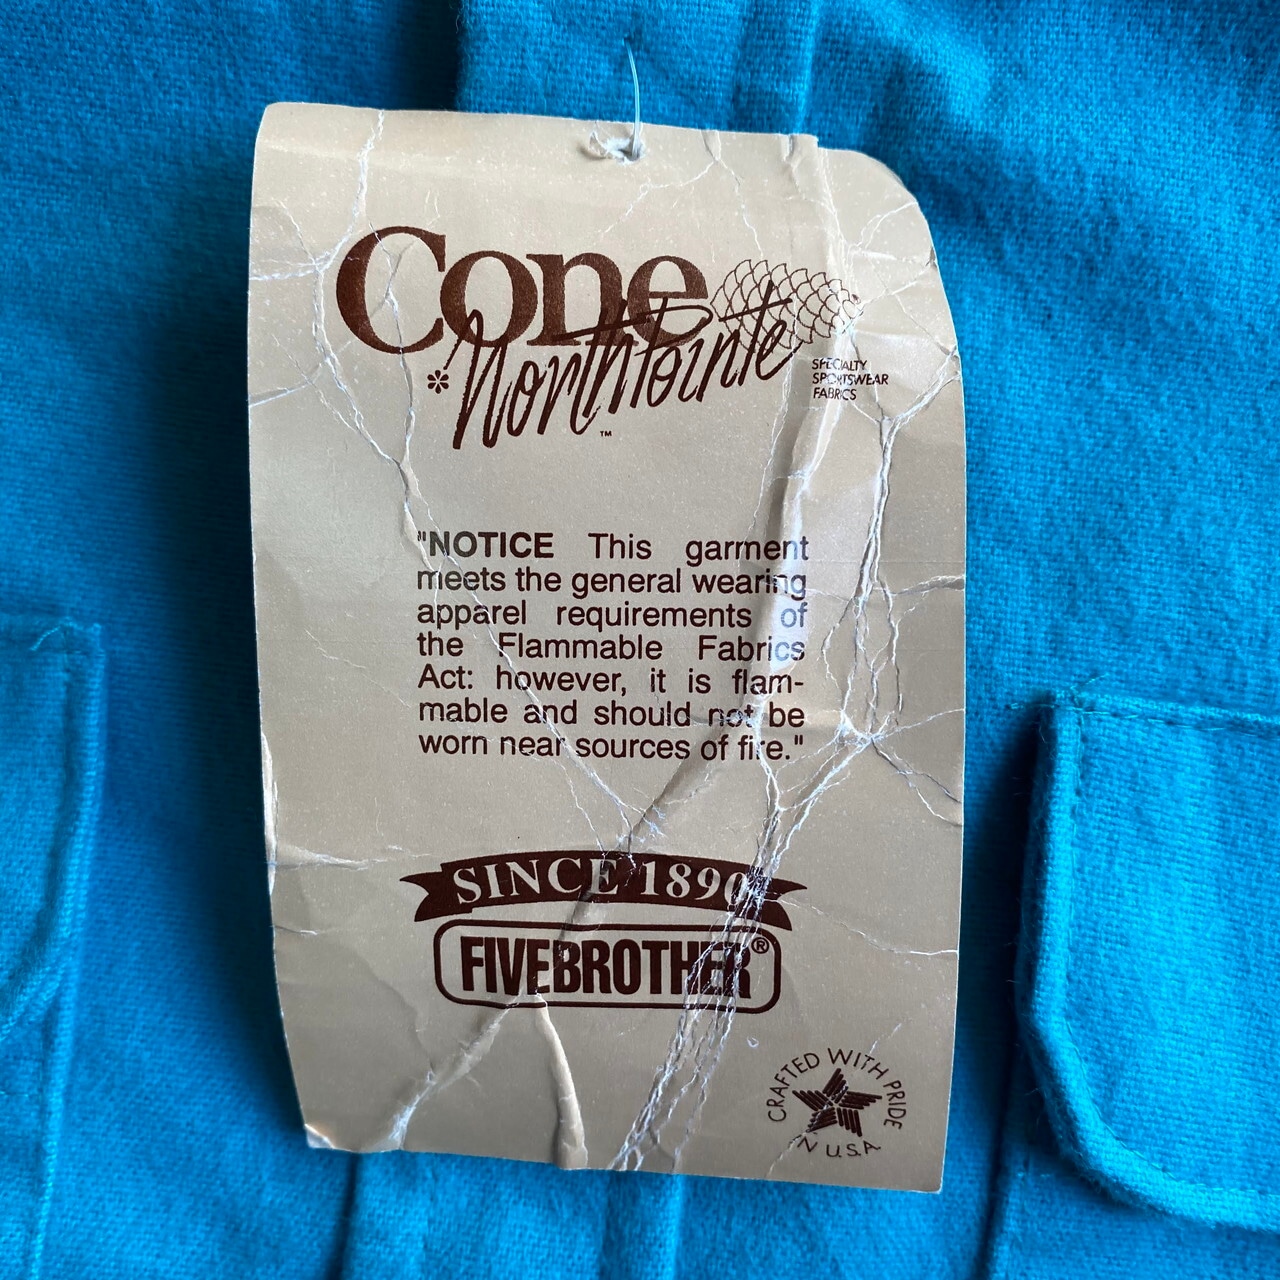 Cone
*NorthPointe™
SPECIALTY
SPORTSWEAR
FABRICS
"NOTICE This garment
meets the general wearing
apparel requirements of
the Flammable Fabrics
Act: however, it is flam-
mable and should not be
worn near sources of fire."
SINCE 1890
FIVEBROTHER®
CRAFTED WITH PRIDE
IN U.S.A